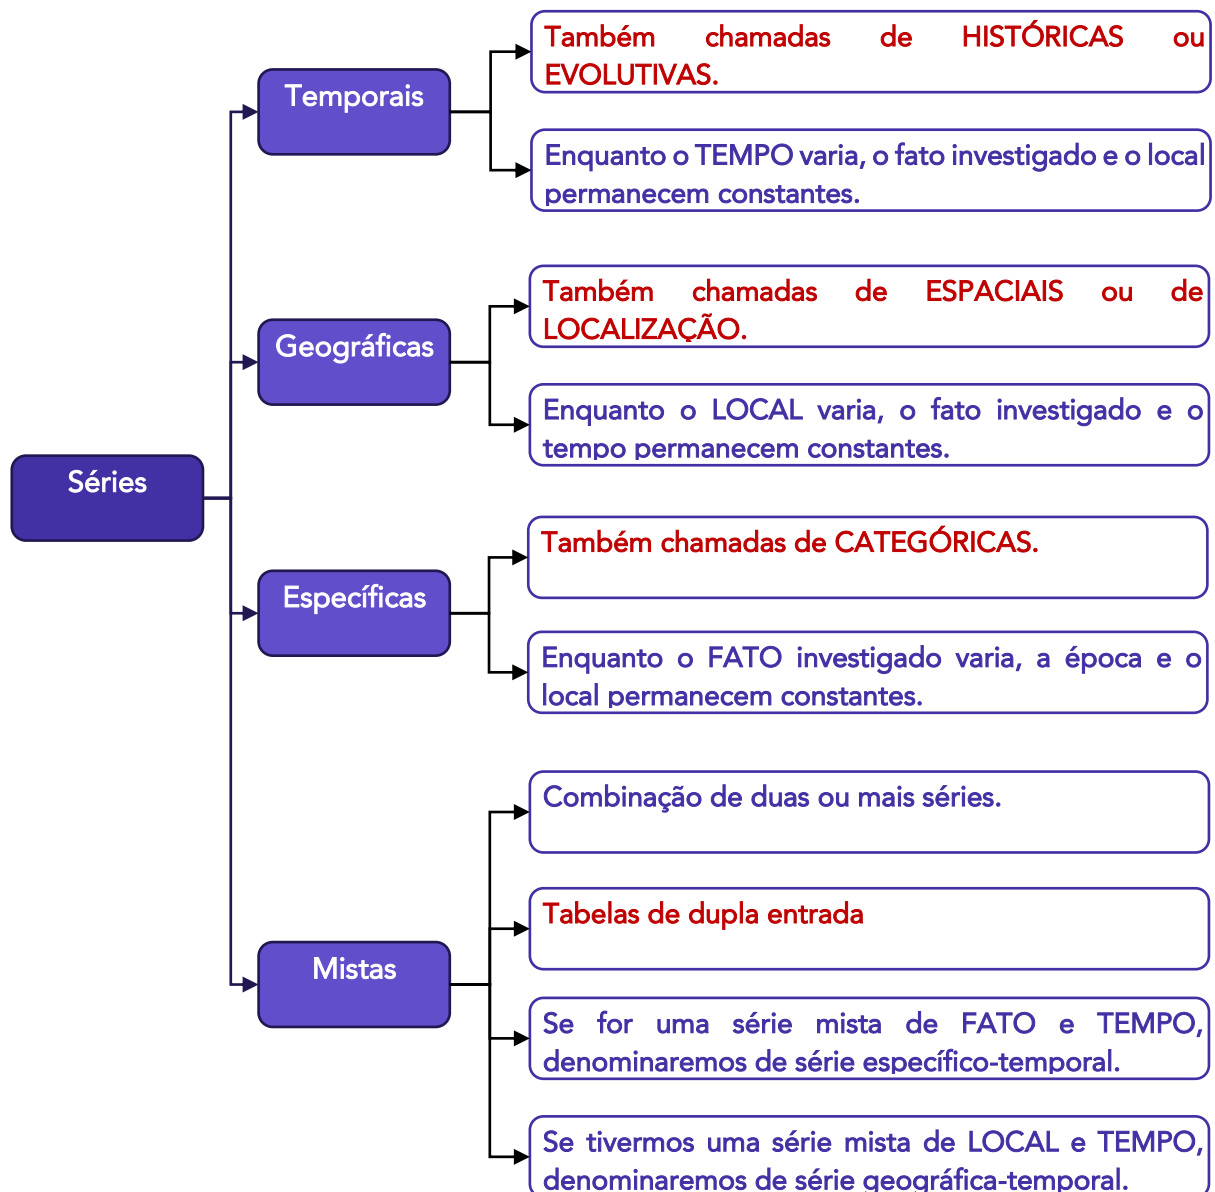 Séries
Temporais
Também chamadas de HISTÓRICAS ou
EVOLUTIVAS.
Enquanto o TEMPO varia, o fato investigado e o local
permanecem constantes.
Geográficas
Também chamadas de ESPACIAIS ou de
LOCALIZAÇÃO.
Enquanto o LOCAL varia, o fato investigado e o
tempo permanecem constantes.
Específicas
Também chamadas de CATEGÓRICAS.
Enquanto o FATO investigado varia, a época e o
local permanecem constantes.
Mistas
Combinação de duas ou mais séries.
Tabelas de dupla entrada
Se for uma série mista de FATO e TEMPO,
denominaremos de série específico-temporal.
Se tivermos uma série mista de LOCAL e TEMPO,
denominaremos de série geográfica-temporal.